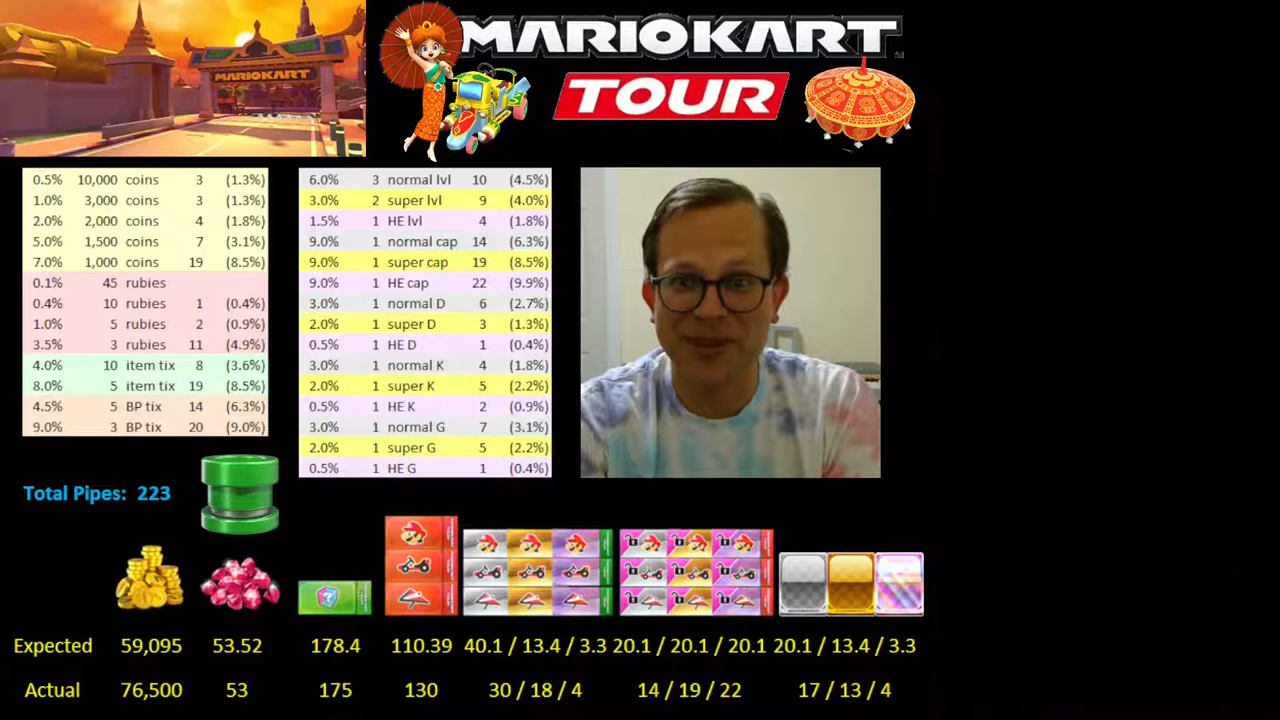 MARIOKART
MARIOKART
TOUR
0.5% 10,000 coins 3 (1.3%)
1.0% 3,000 coins 3 (1.3%)
2.0% 2,000 coins 4 (1.8%)
5.0% 1,500 coins 7 (3.1%)
7.0% 1,000 coins 19 (8.5%)
0.1% 45 rubies
0.4% 10 rubies 1 (0.4%)
1.0% 5 rubies 2 (0.9%)
3.5% 3 rubies 11 (4.9%)
4.0% 10 item tix 8 (3.6%)
8.0% 5 item tix 19 (8.5%)
4.5% 5 BP tix 14 (6.3%)
9.0% 3 BP tix 20 (9.0%)
6.0% 3 normal lvl 10 (4.5%)
3.0% 2 super lvl 9 (4.0%)
1.5% 1 HE lvl 4 (1.8%)
9.0% 1 normal cap 14 (6.3%)
9.0% 1 super cap 19 (8.5%)
9.0% 1 HE cap 22 (9.9%)
3.0% 1 normal D 6 (2.7%)
2.0% 1 super D 3 (1.3%)
0.5% 1 HE D 1 (0.4%)
3.0% 1 normal K 4 (1.8%)
2.0% 1 super K 5 (2.2%)
0.5% 1 HE K 2 (0.9%)
3.0% 1 normal G 7 (3.1%)
2.0% 1 super G 5 (2.2%)
0.5% 1 HE G 1 (0.4%)
Total Pipes: 223
Expected 59,095 53.52 178.4 110.39 40.1 / 13.4 / 3.3 20.1 / 20.1 / 20.1 20.1 / 13.4 / 3.3
Actual 76,500 53 175 130 30 / 18 / 4 14 / 19 / 22 17 / 13 / 4